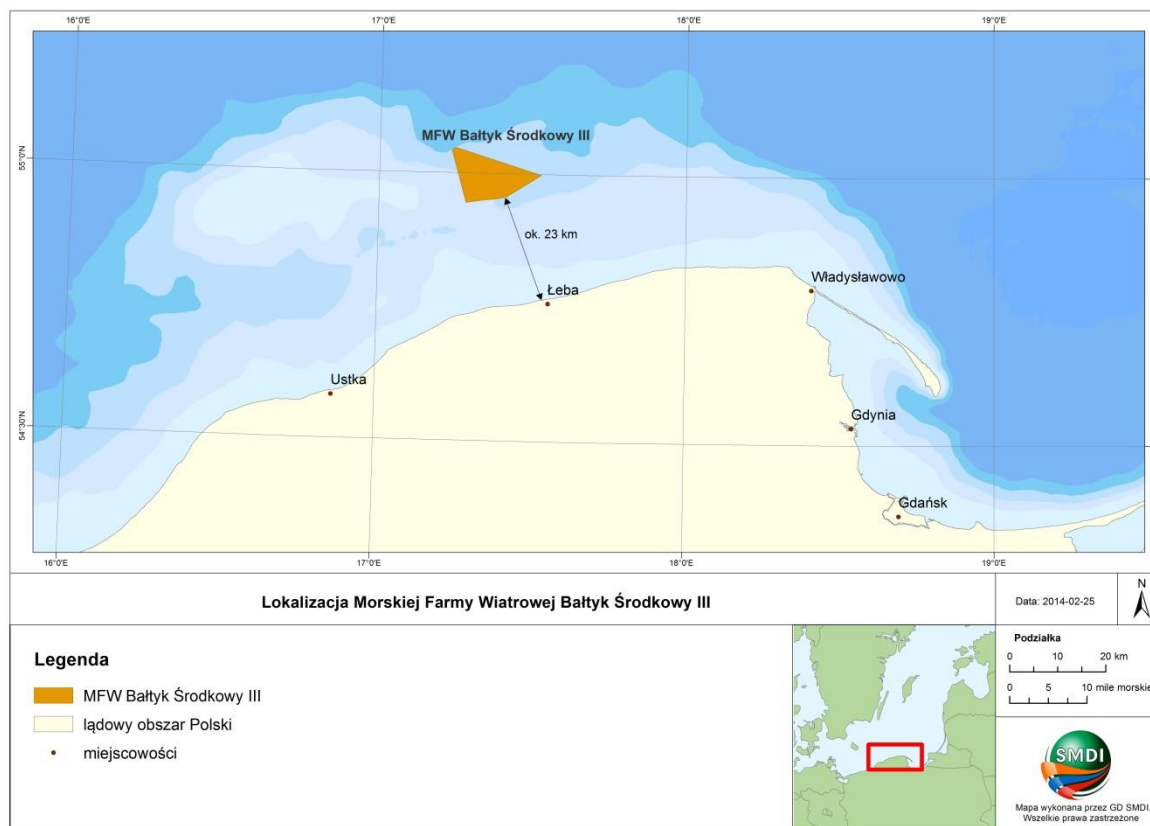 16°0'E
17°0'E
18°0'E
19°0'E
MFW Bałtyk Środkowy III
55°0'N
ok. 23 km
Władysławowo
Łeba
Ustka
54°30'N
Gdynia
Gdańsk
16°0'E
17°0'E
18°0'E
19°0'E
Lokalizacja Morskiej Farmy Wiatrowej Bałtyk Środkowy III
Data: 2014-02-25
N
Legenda
MFW Bałtyk Środkowy III
lądowy obszar Polski
miejscowości
Podziałka
0 10 20 km
0 5 10 mile morskie
SMDI
Mapa wykonana przez GD SMDI.
Wszelkie prawa zastrzeżone